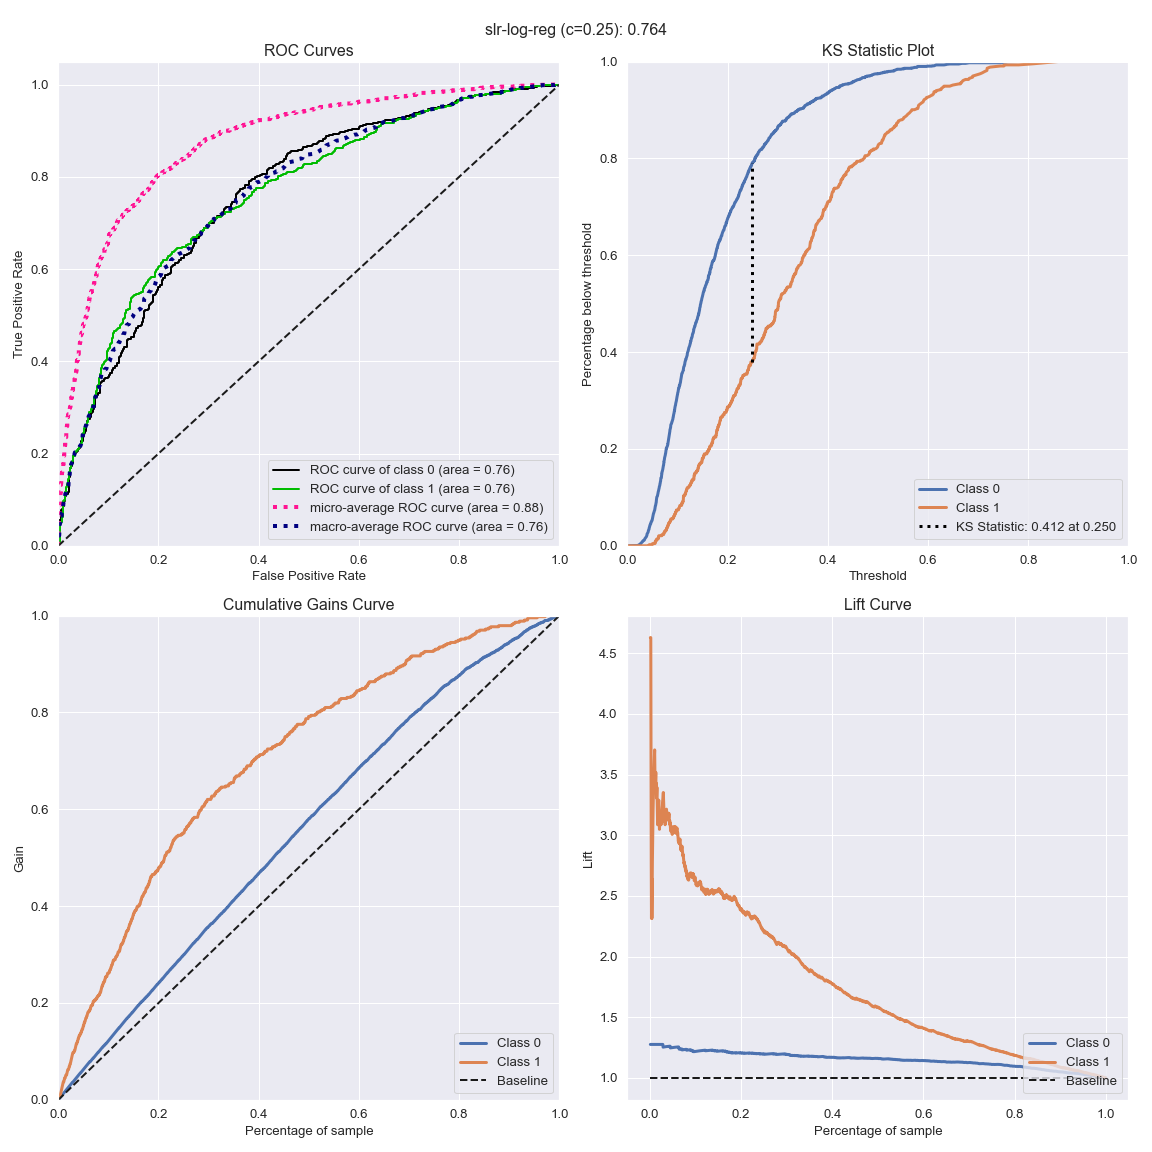 slr-log-reg (c=0.25): 0.764
ROC Curves
1.0
0.8
0.6
0.4
0.2
0.0
True Positive Rate
ROC curve of class 0 (area = 0.76)
ROC curve of class 1 (area = 0.76)
micro-average ROC curve (area = 0.88)
macro-average ROC curve (area = 0.76)
0.0 0.2 0.4 0.6 0.8 1.0
False Positive Rate
KS Statistic Plot
1.0
0.8
0.6
0.4
0.2
0.0
Percentage below threshold
Class 0
Class 1
KS Statistic: 0.412 at 0.250
0.0 0.2 0.4 0.6 0.8 1.0
Threshold
Cumulative Gains Curve
1.0
0.8
0.6
0.4
0.2
0.0
Gain
Class 0
Class 1
Baseline
0.0 0.2 0.4 0.6 0.8 1.0
Percentage of sample
Lift Curve
4.5
4.0
3.5
3.0
2.5
2.0
1.5
1.0
Lift
Class 0
Class 1
Baseline
0.0 0.2 0.4 0.6 0.8 1.0
Percentage of sample